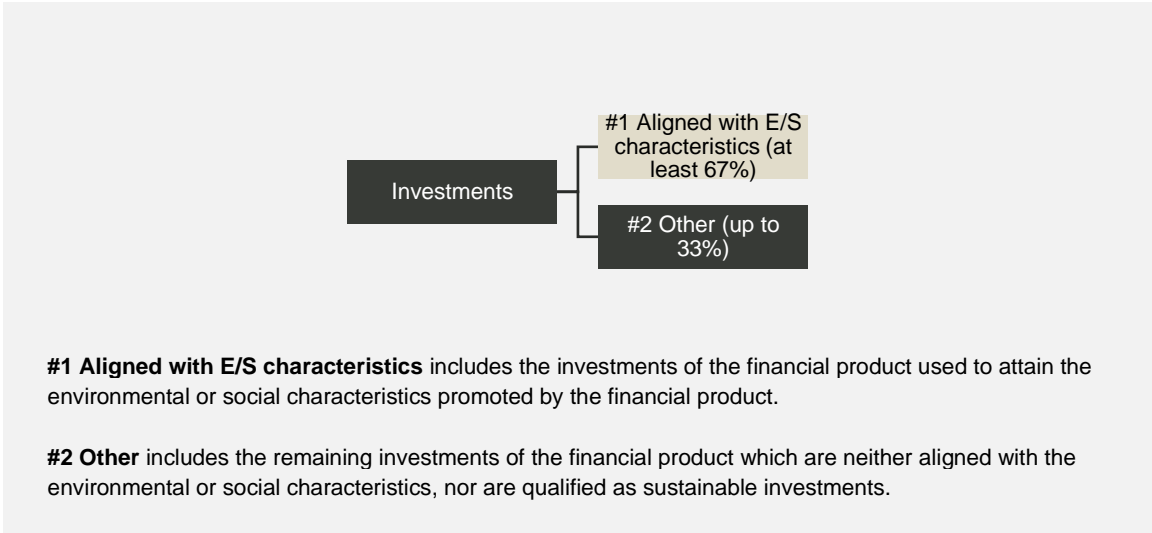 #1 Aligned with E/S
characteristics (at
least 67%)
Investments
#2 Other (up to
33%)
#1 Aligned with E/S characteristics includes the investments of the financial product used to attain the
environmental or social characteristics promoted by the financial product.
#2 Other includes the remaining investments of the financial product which are neither aligned with the
environmental or social characteristics, nor are qualified as sustainable investments.